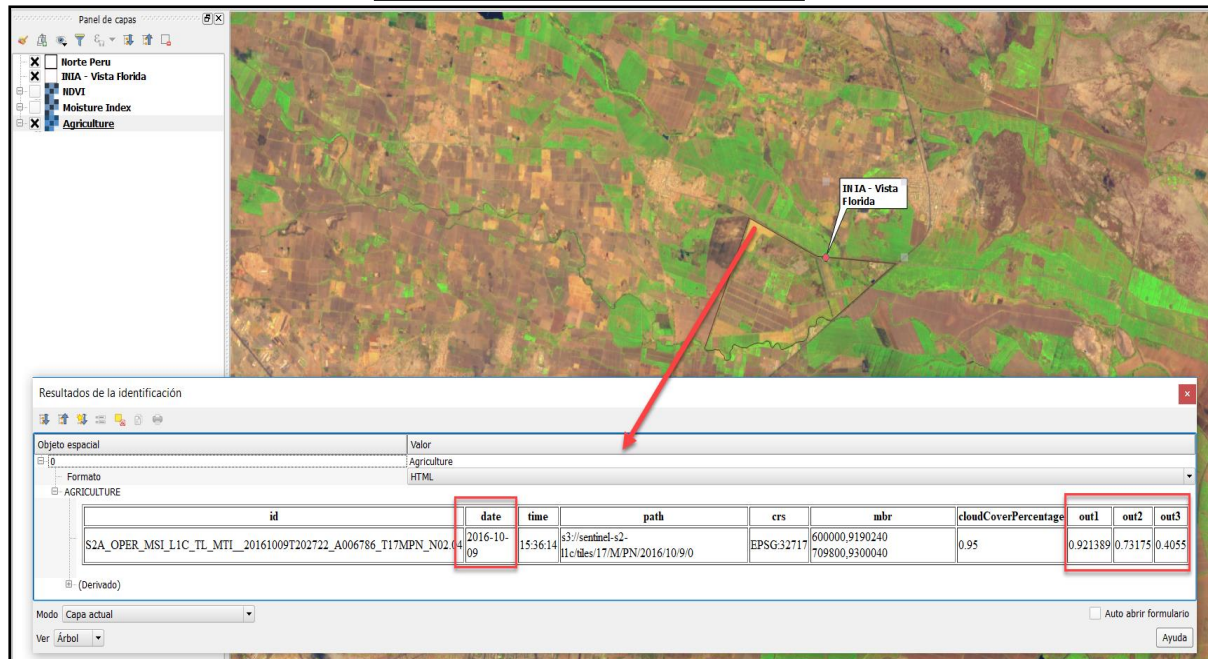 Panel de capas
Norte Peru
INIA - Vista Florida
NDVI
Moisture Index
Agriculture
INIA - Vista
Florida
Resultados de la identificación
Objeto espacial Valor
0 Agriculture
Formato HTML
AGRICULTURE
id date time path crs mbr cloudCoverPercentage out1 out2 out3
S2A_OPER_MSI_L1C_TL_MTI__20161009T202722_A006786_T17MPN_N02.04 2016-10-09 15:36:14 s3://sentinel-s2-l1c/tiles/17/M/PN/2016/10/9/0 EPSG:32717 600000,9190240 709800,9300040 0.95 0.921389 0.73175 0.4055
(Derivado)
Modo Capa actual Auto abrir formulario
Ver Árbol Ayuda